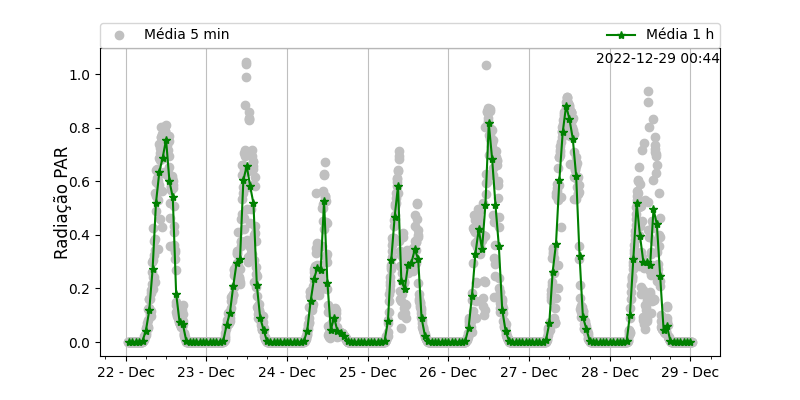 Média 5 min Média 1 h
2022-12-29 00:44
Radiação PAR
1.0
0.8
0.6
0.4
0.2
0.0
22 - Dec 23 - Dec 24 - Dec 25 - Dec 26 - Dec 27 - Dec 28 - Dec 29 - Dec